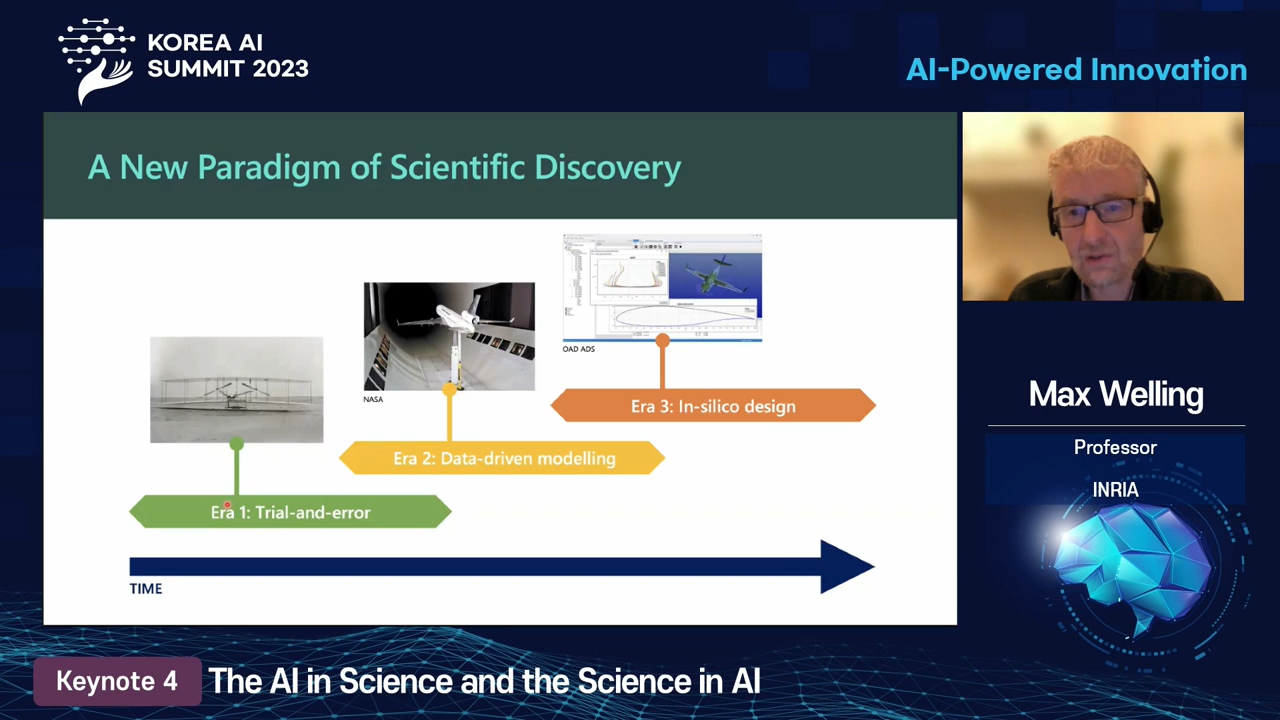 KOREA AI
SUMMIT 2023
AI-Powered Innovation
A New Paradigm of Scientific Discovery
OAD ADS
NASA
Era 3: In-silico design
Era 2: Data-driven modelling
Era 1: Trial-and-error
TIME
Max Welling
Professor
INRIA
Keynote 4
The AI in Science and the Science in AI